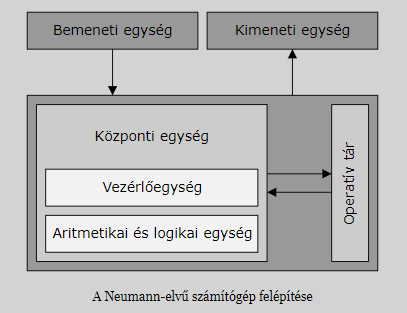 Bemeneti egység
Kimeneti egység
Központi egység
Vezérlőegység
Aritmetikai és logikai egység
Operatív tár
A Neumann-elvű számítógép felépítése